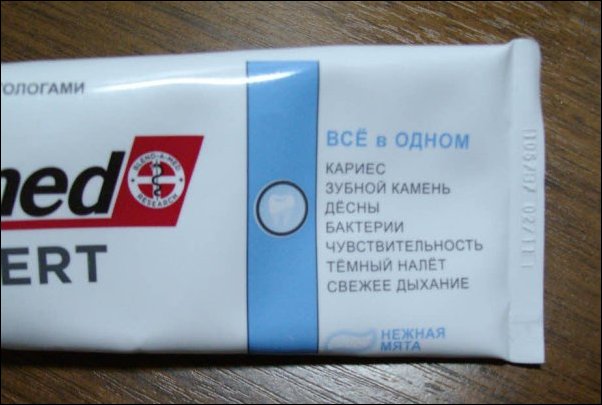 ТОЛОГАМИ
med
BLEND-A-MED
RESEARCH
ERT
ВСЁ в ОДНОМ
КАРИЕС
ЗУБНОЙ КАМЕНЬ
ДЁСНЫ
БАКТЕРИИ
ЧУВСТВИТЕЛЬНОСТЬ
ТЁМНЫЙ НАЛЁТ
СВЕЖЕЕ ДЫХАНИЕ
НЕЖНАЯ
МЯТА